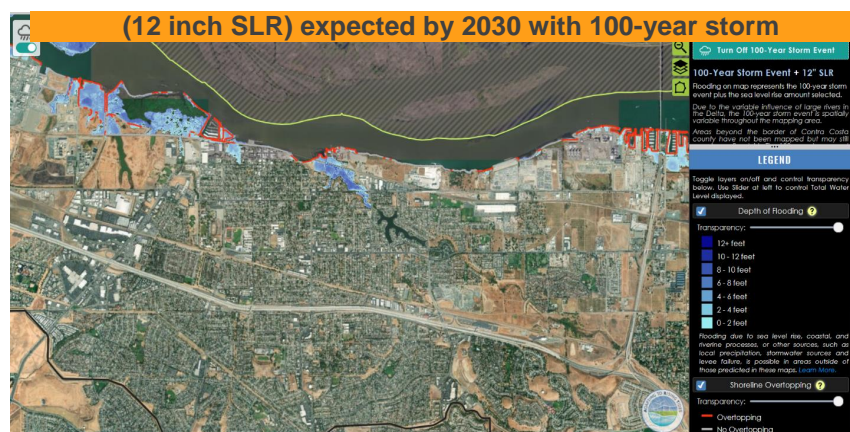 (12 inch SLR) expected by 2030 with 100-year storm
Turn Off 100-Year Storm Event
100-Year Storm Event + 12" SLR
Flooding on map represents the 100-year storm
event plus the sea level rise amount selected.
Due to the variable influence of large rivers in
the Delta, the 100-year storm event is spatially
variable throughout the mapping area.
Areas beyond the border of Contra Costa
county have not been mapped but may still
LEGEND
Toggle layers on/off and control transparency
below. Use Slider at left to control Total Water
Level displayed.
Depth of Flooding ?
Transparency:
12+ feet
10 - 12 feet
8 - 10 feet
6 - 8 feet
4 - 6 feet
2 - 4 feet
0 - 2 feet
Flooding due to sea level rise, coastal, and
riverine processes, or other sources, such as
local precipitation, stormwater sources and
levee failure, is possible in areas outside of
those predicted in these maps. Learn More.
Shoreline Overtopping ?
Transparency:
Overtopping
No Overtopping